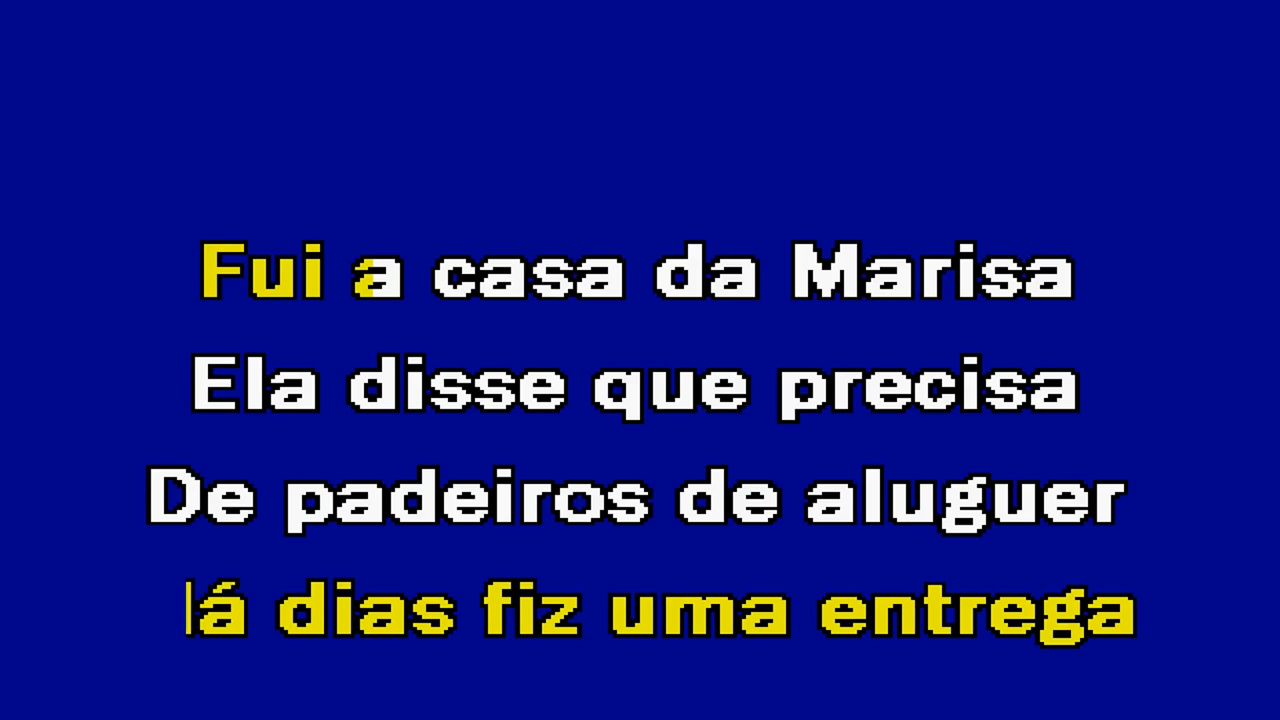 Fui a casa da Marisa
Ela disse que precisa
De padeiros de aluguer
á dias fiz uma entrega